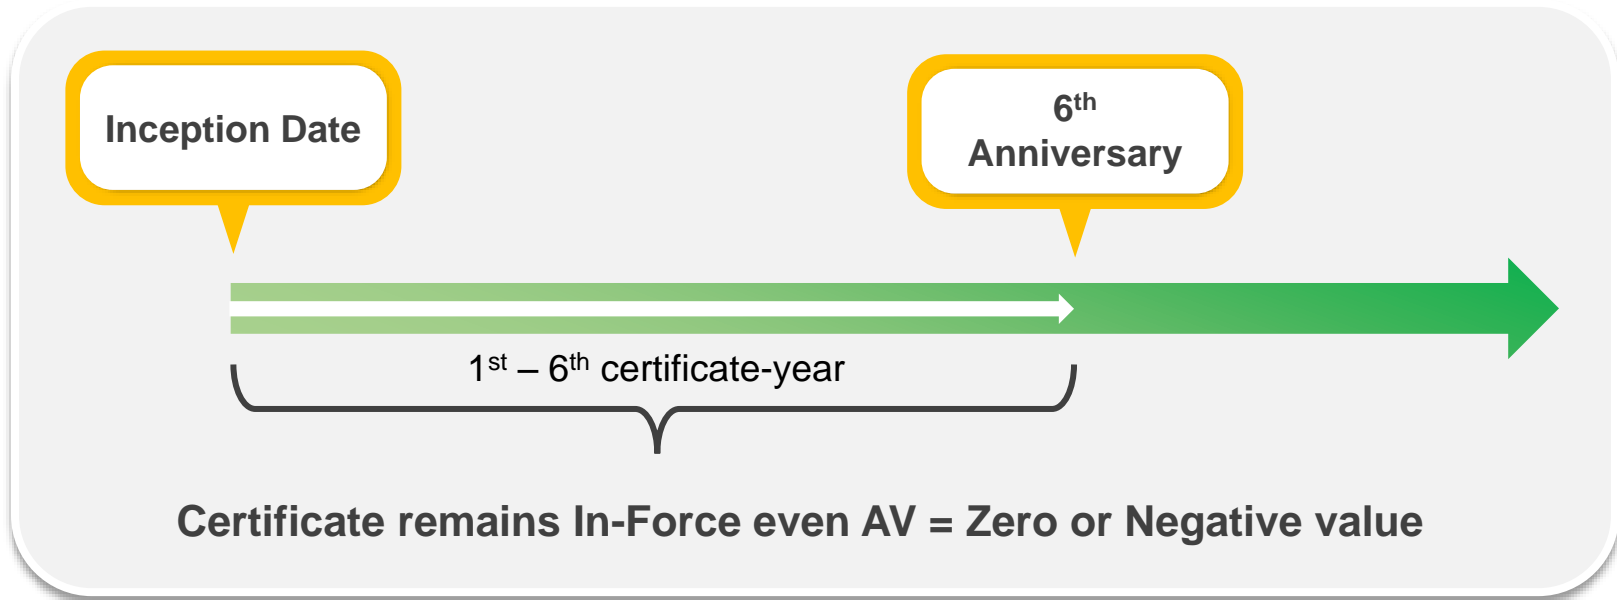 Inception Date
6th
Anniversary
1st – 6th certificate-year
Certificate remains In-Force even AV = Zero or Negative value